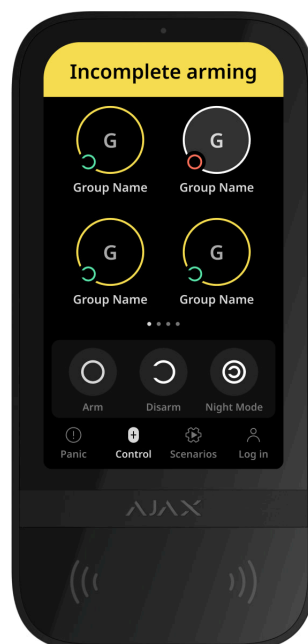 Incomplete arming
G G
Group Name Group Name
G G
Group Name Group Name
Arm Disarm Night Mode
Panic Control Scenarios Log in
AJAX